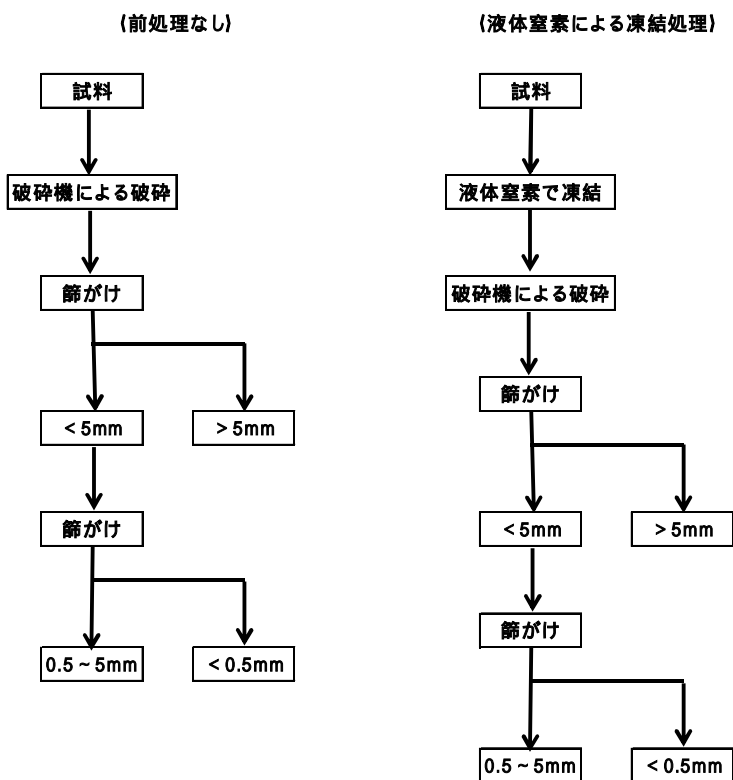 (前処理なし)
試料
破砕機による破砕
篩がけ
<5mm
>5mm
篩がけ
0.5~5mm
<0.5mm
(液体窒素による凍結処理)
試料
液体窒素で凍結
破砕機による破砕
篩がけ
<5mm
>5mm
篩がけ
0.5~5mm
<0.5mm